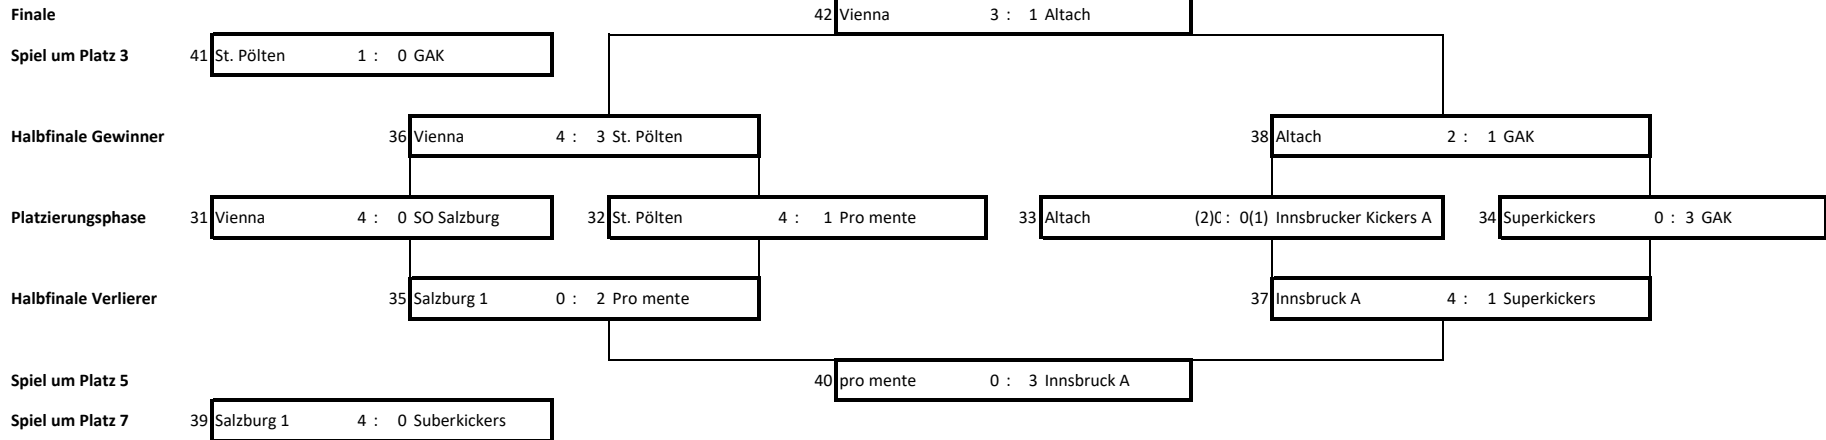 Finale 42 Vienna 3 : 1 Altach
Spiel um Platz 3 41 St. Pölten 1 : 0 GAK
Halbfinale Gewinner 36 Vienna 4 : 3 St. Pölten 38 Altach 2 : 1 GAK
Platzierungsphase 31 Vienna 4 : 0 SO Salzburg 32 St. Pölten 4 : 1 Pro mente 33 Altach (2)0 : 0(1) Innsbrucker Kickers A 34 Superkickers 0 : 3 GAK
Halbfinale Verlierer 35 Salzburg 1 0 : 2 Pro mente 37 Innsbruck A 4 : 1 Superkickers
Spiel um Platz 5 40 pro mente 0 : 3 Innsbruck A
Spiel um Platz 7 39 Salzburg 1 4 : 0 Suberkickers